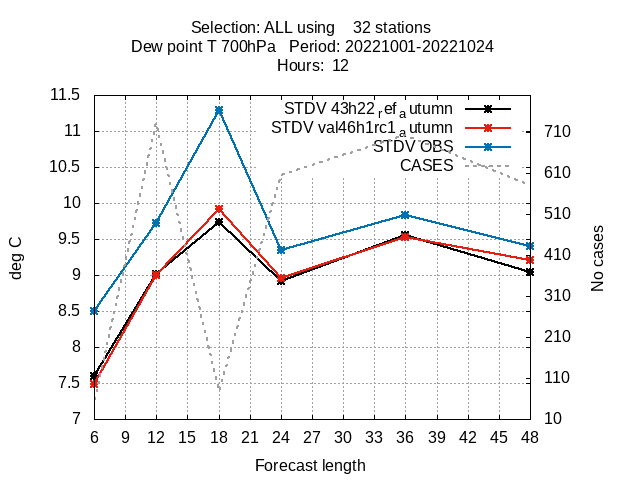 Selection: ALL using    32 stations
Dew point T 700hPa   Period: 20221001-20221024
Hours:  12
STDV 43h22_ref_autumn
STDV val46h1rc1_autumn
STDV OBS
CASES
11.5
11
10.5
10
9.5
9
8.5
8
7.5
7
deg C
710
610
510
410
310
210
110
10
No cases
6 9 12 15 18 21 24 27 30 33 36 39 42 45 48
Forecast length